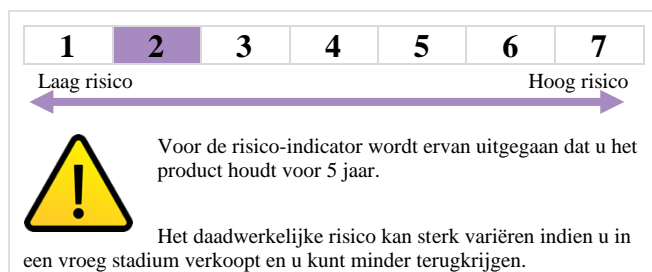 1 2 3 4 5 6 7
Laag risico Hoog risico
Voor de risico-indicator wordt ervan uitgegaan dat u het
product houdt voor 5 jaar.
Het daadwerkelijke risico kan sterk variëren indien u in
een vroeg stadium verkoopt en u kunt minder terugkrijgen.